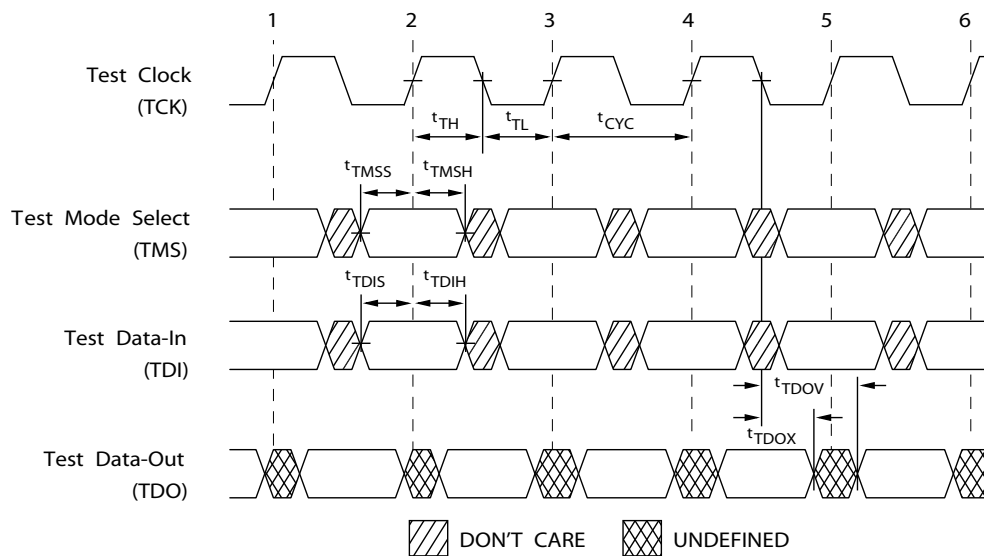 1 2 3 4 5 6
Test Clock
(TCK)
tTH tTL tCYC
tTMSS tTMSH
Test Mode Select
(TMS)
tTDIS tTDIH
Test Data-In
(TDI)
tTDOV
tTDOX
Test Data-Out
(TDO)
DON'T CARE UNDEFINED